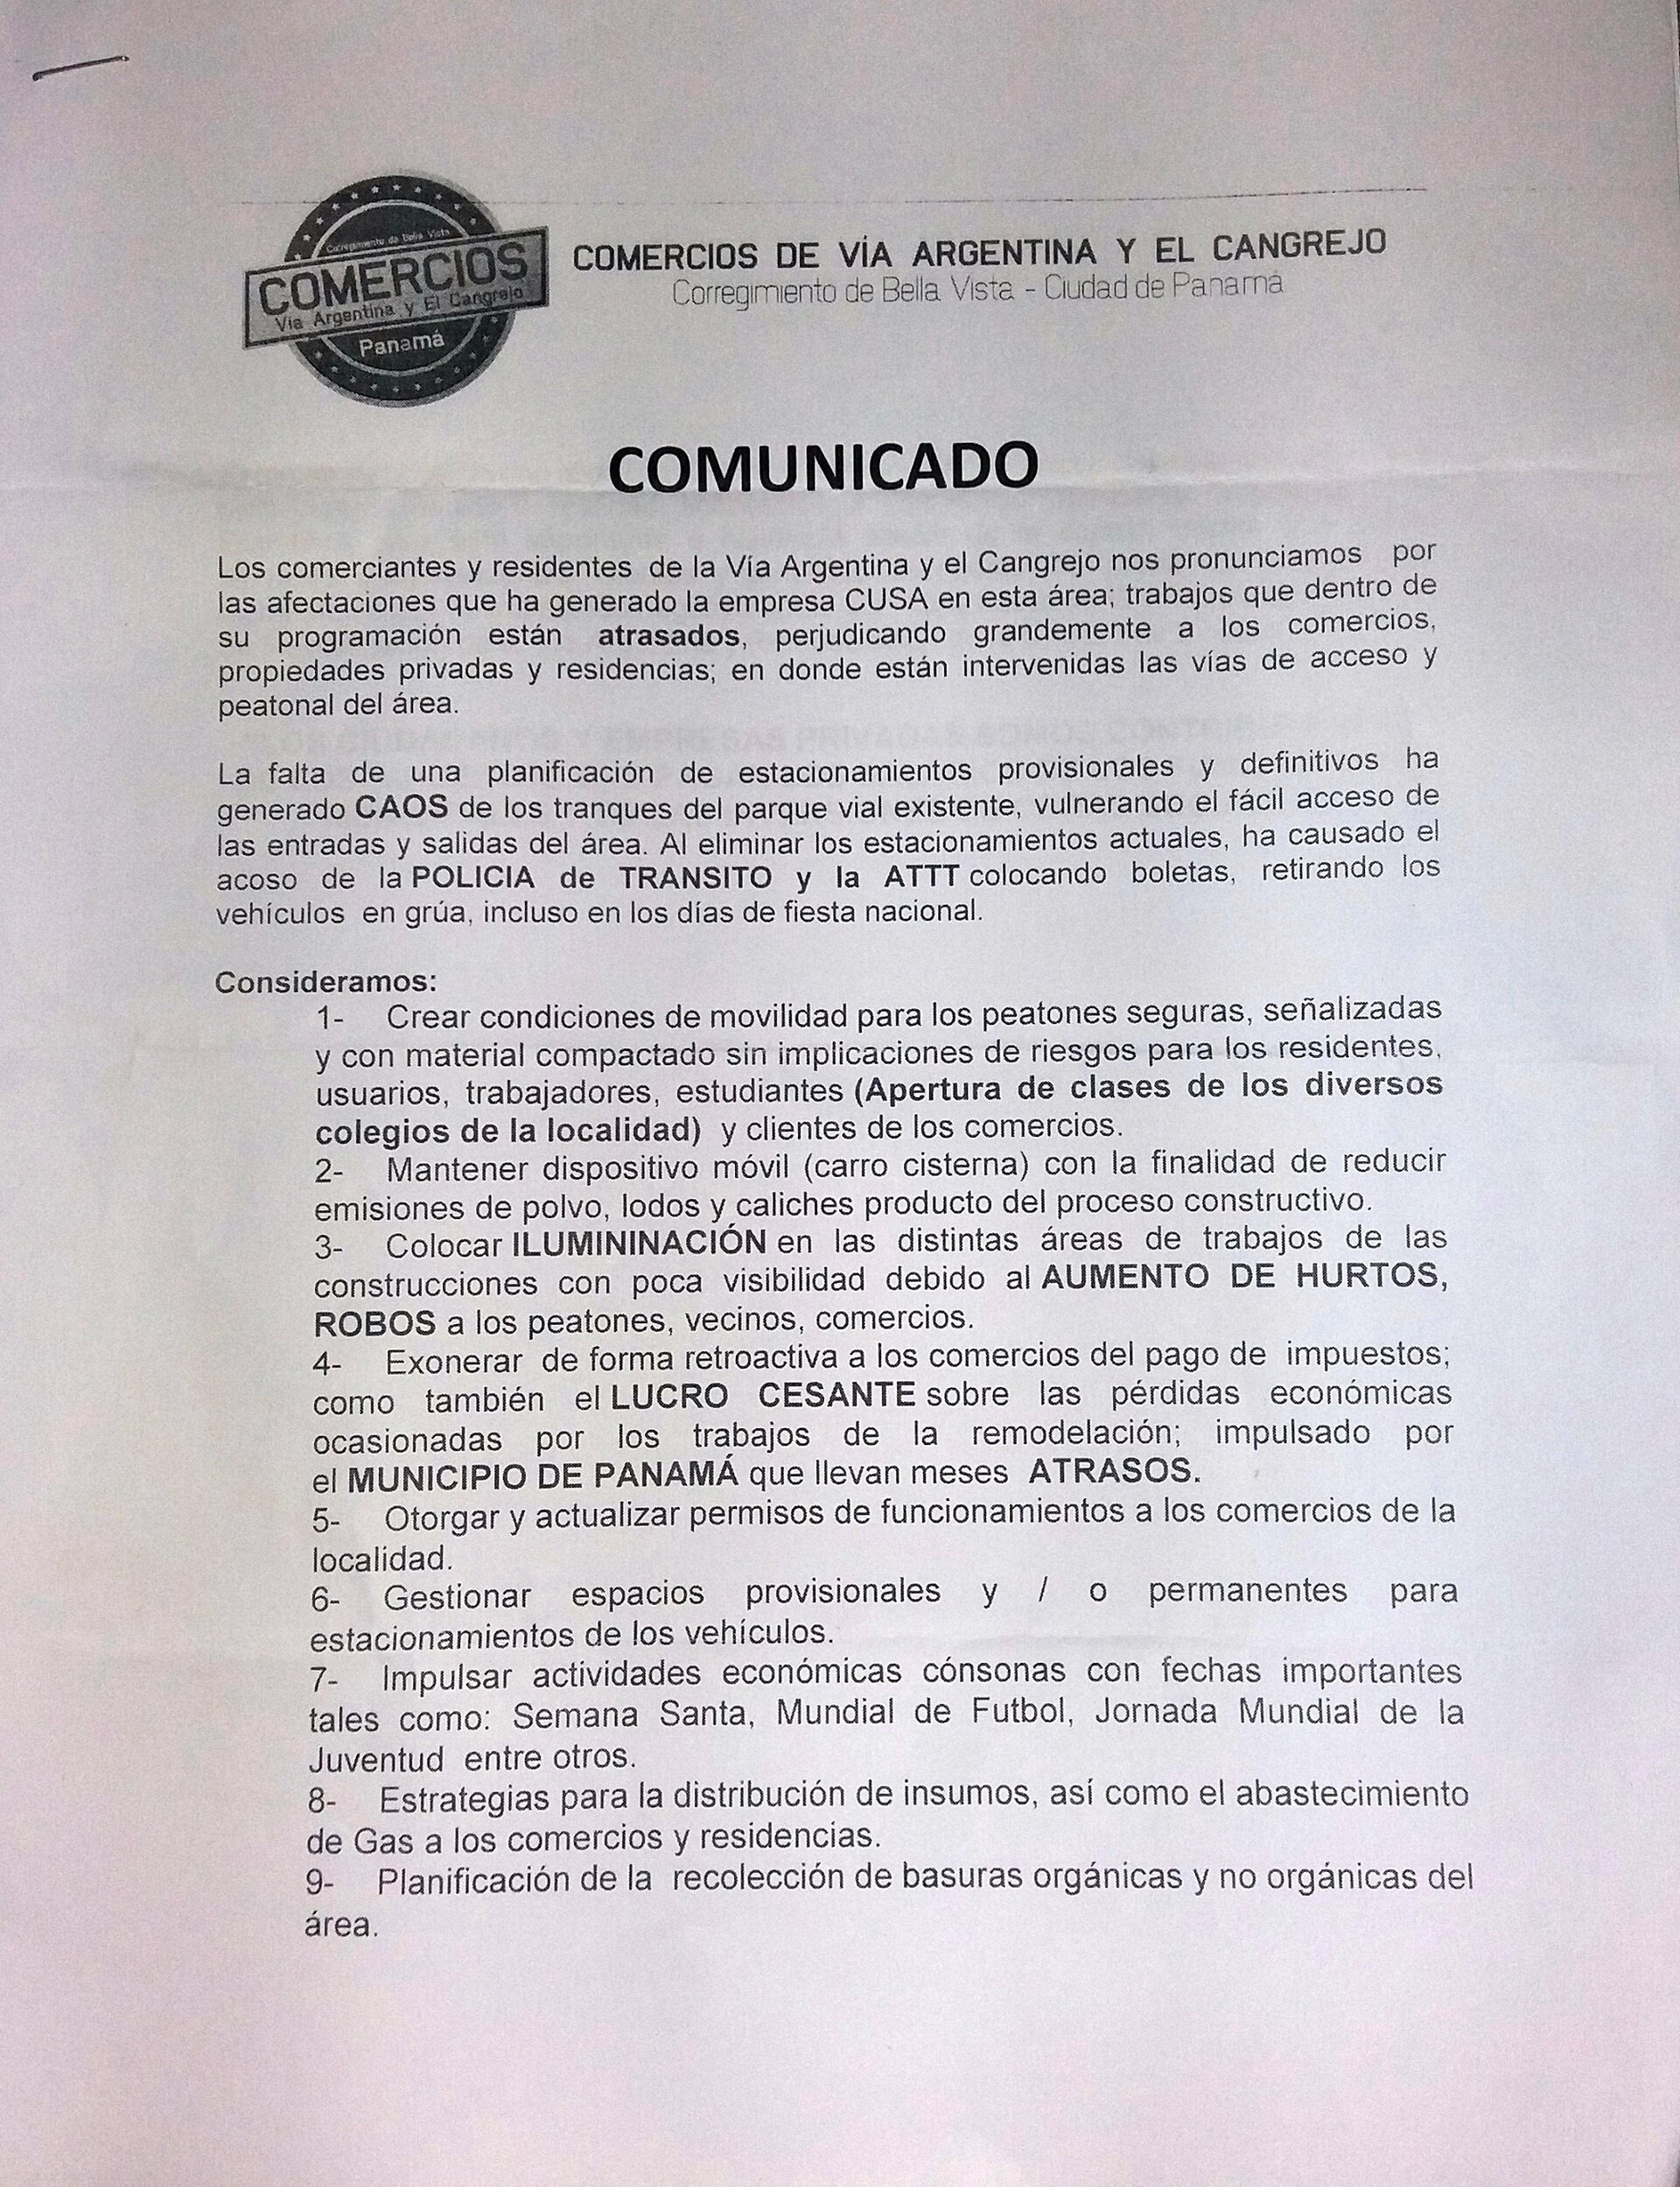 Corregimiento de Bella Vista
COMERCIOS
Vía Argentina y El Cangrejo
Panamá
COMERCIOS DE VÍA ARGENTINA Y EL CANGREJO
Corregimiento de Bella Vista - Ciudad de Panamá
COMUNICADO
Los comerciantes y residentes de la Vía Argentina y el Cangrejo nos pronunciamos por
las afectaciones que ha generado la empresa CUSA en esta área; trabajos que dentro de
su programación están atrasados, perjudicando grandemente a los comercios,
propiedades privadas y residencias; en donde están intervenidas las vías de acceso y
peatonal del área.
La falta de una planificación de estacionamientos provisionales y definitivos ha
generado CAOS de los tranques del parque vial existente, vulnerando el fácil acceso de
las entradas y salidas del área. Al eliminar los estacionamientos actuales, ha causado el
acoso de la POLICIA de TRANSITO y la ATTT colocando boletas, retirando los
vehículos en grúa, incluso en los días de fiesta nacional.
Consideramos:
1- Crear condiciones de movilidad para los peatones seguras, señalizadas
y con material compactado sin implicaciones de riesgos para los residentes,
usuarios, trabajadores, estudiantes (Apertura de clases de los diversos
colegios de la localidad) y clientes de los comercios.
2- Mantener dispositivo móvil (carro cisterna) con la finalidad de reducir
emisiones de polvo, lodos y caliches producto del proceso constructivo.
3- Colocar ILUMININACIÓN en las distintas áreas de trabajos de las
construcciones con poca visibilidad debido al AUMENTO DE HURTOS,
ROBOS a los peatones, vecinos, comercios.
4- Exonerar de forma retroactiva a los comercios del pago de impuestos;
como también el LUCRO CESANTE sobre las pérdidas económicas
ocasionadas por los trabajos de la remodelación; impulsado por
el MUNICIPIO DE PANAMÁ que llevan meses ATRASOS.
5- Otorgar y actualizar permisos de funcionamientos a los comercios de la
localidad.
6- Gestionar espacios provisionales y / o permanentes para
estacionamientos de los vehículos.
7- Impulsar actividades económicas cónsonas con fechas importantes
tales como: Semana Santa, Mundial de Futbol, Jornada Mundial de la
Juventud entre otros.
8- Estrategias para la distribución de insumos, así como el abastecimiento
de Gas a los comercios y residencias.
9- Planificación de la recolección de basuras orgánicas y no orgánicas del
área.